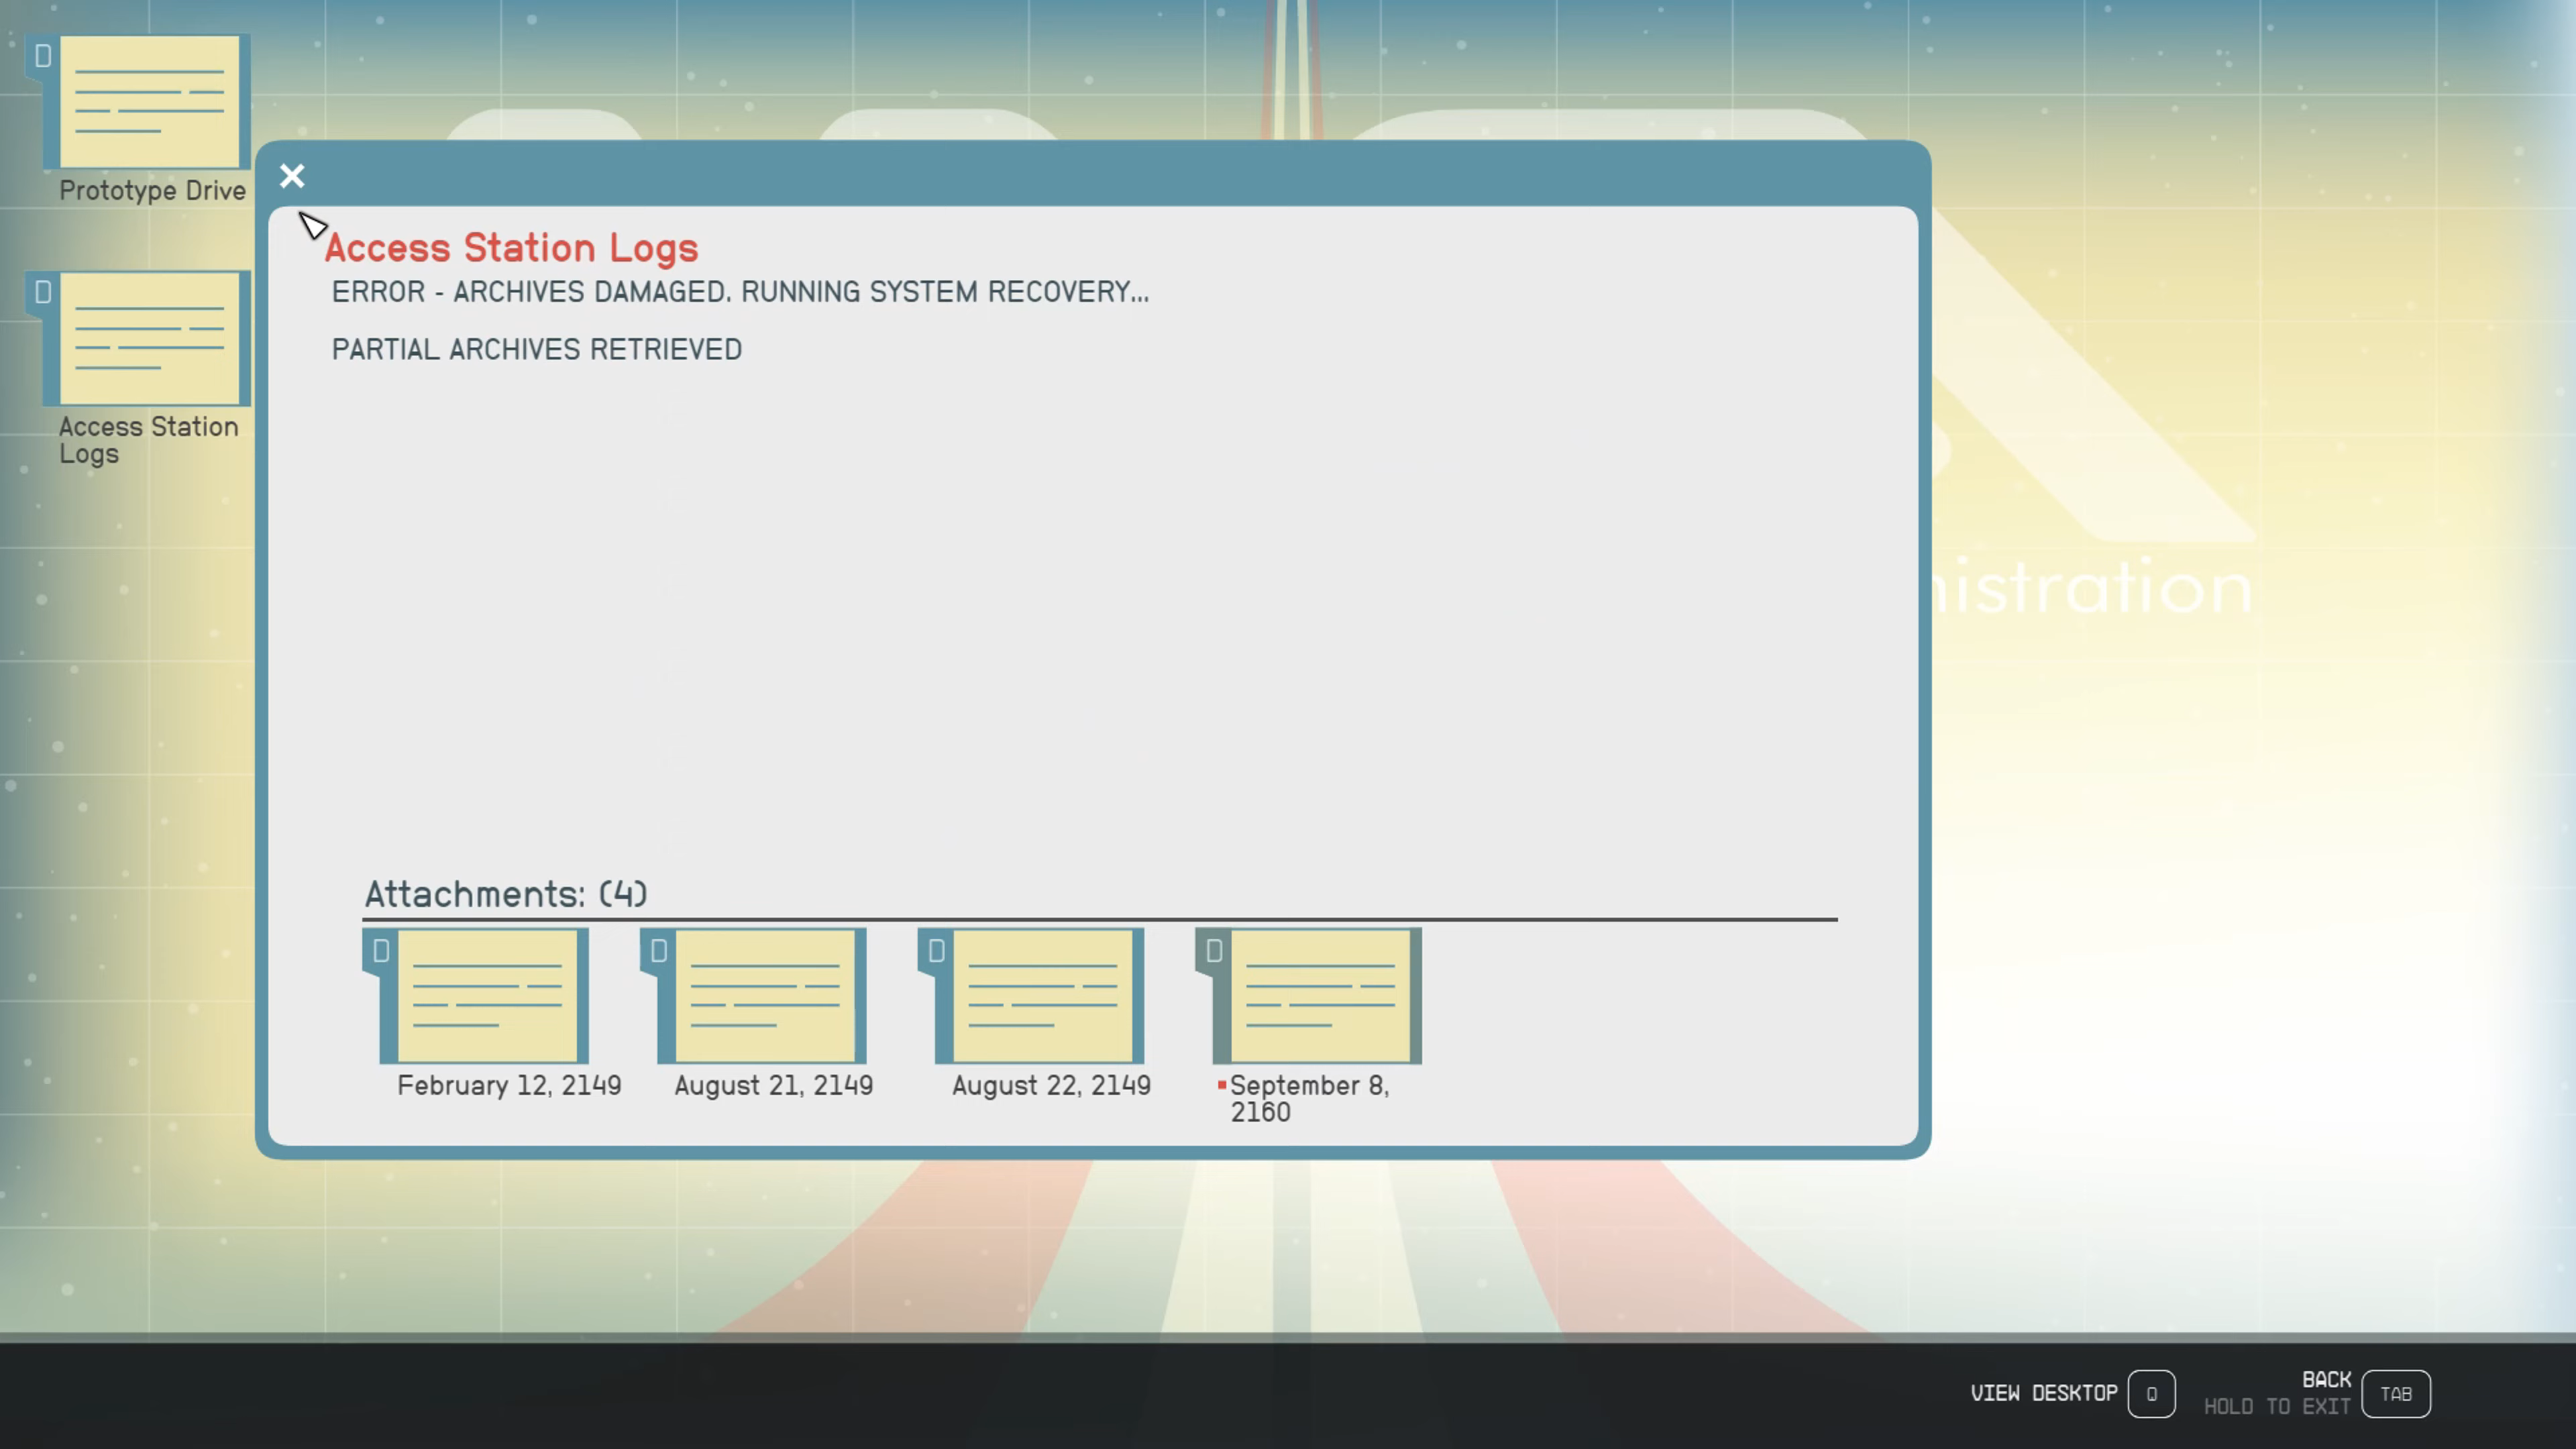 Prototype Drive
Access Station
Logs
Access Station Logs
ERROR - ARCHIVES DAMAGED. RUNNING SYSTEM RECOVERY...
PARTIAL ARCHIVES RETRIEVED
Attachments: (4)
D
D
D
D
D
D
February 12, 2149
August 21, 2149
August 22, 2149
September 8,
2160
nistration
VIEW DESKTOP Q
BACK
HOLD TO EXIT TAB